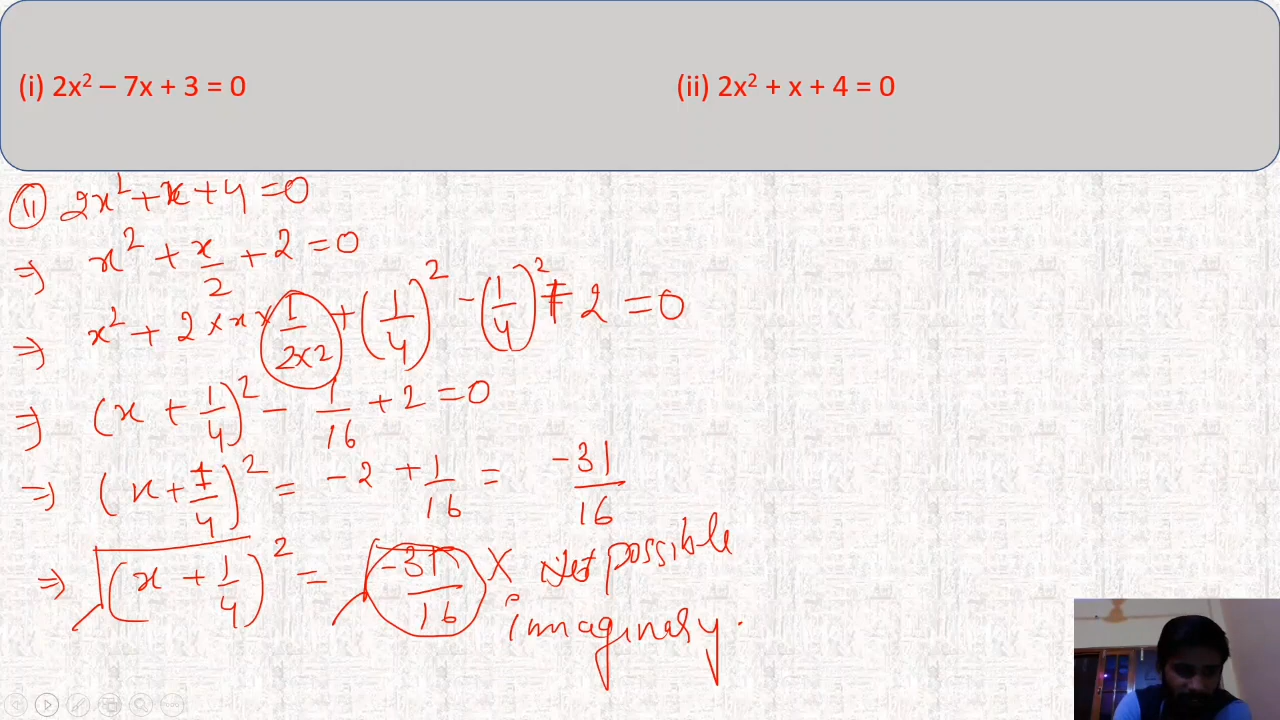 (i) 2x² – 7x + 3 = 0 (ii) 2x² + x + 4 = 0
(ii) 2x² + x + 4 = 0
⇒ x² + x/2 + 2 = 0
⇒ x² + 2 × x × 1/(2×2) + (1/4)² - (1/4)² + 2 = 0
⇒ (x + 1/4)² - 1/16 + 2 = 0
⇒ (x + 1/4)² = -2 + 1/16 = -31/16
⇒ √(x + 1/4)² = √(-31/16) × Not possible
imaginary.